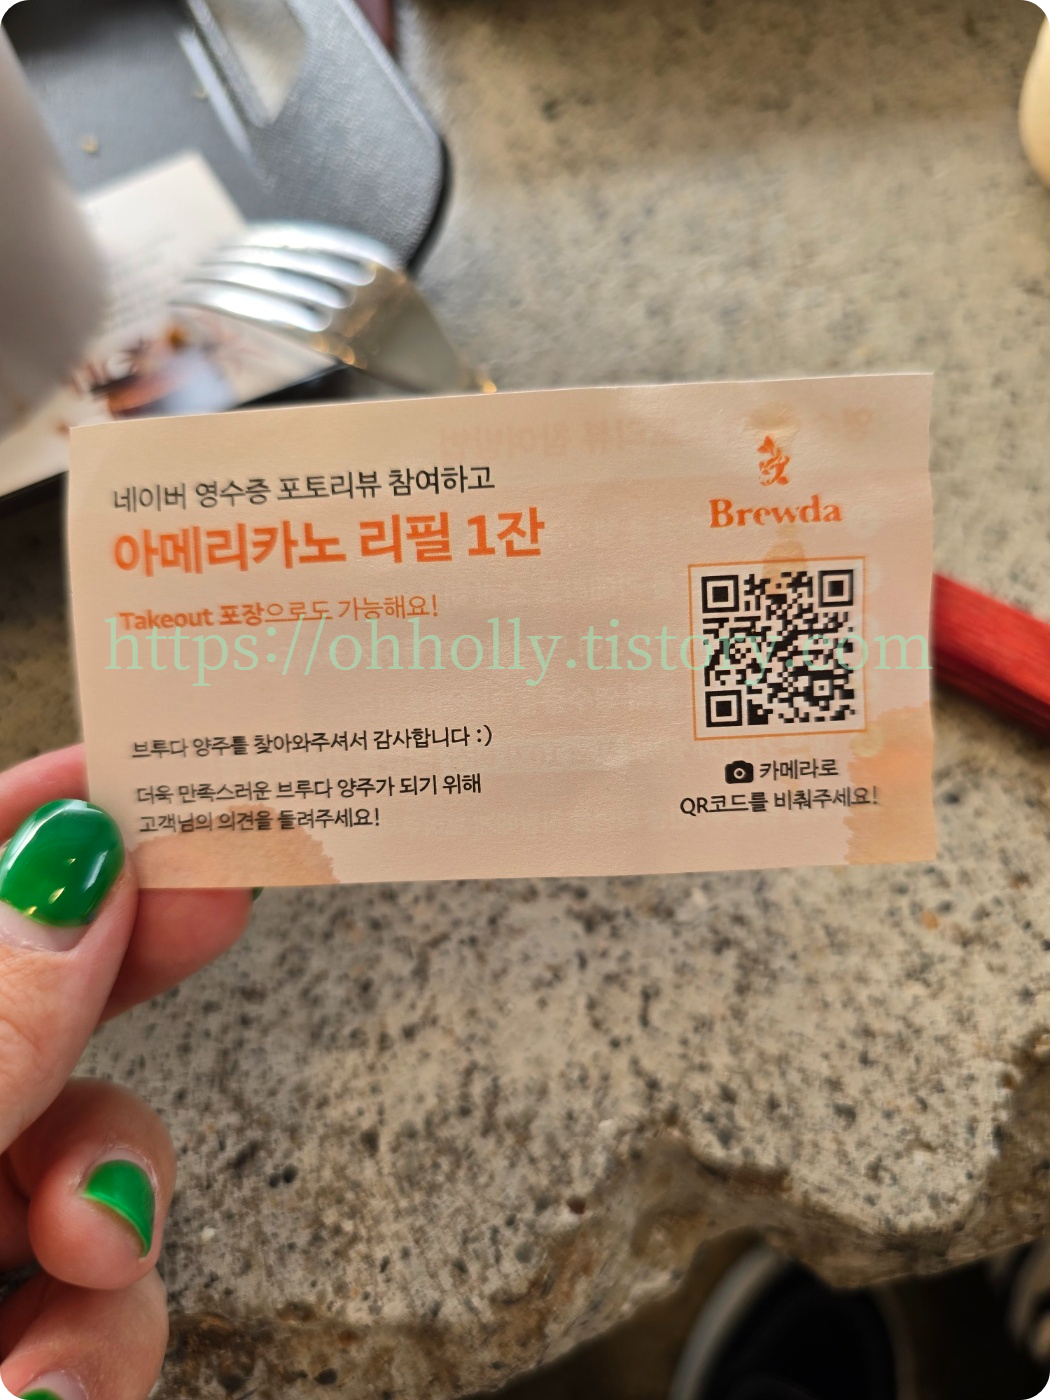 네이버 영수증 포토리뷰 참여하고
아메리카노 리필 1잔
Takeout 포장으로도 가능해요!
브루다 양주를 찾아와주셔서 감사합니다 :)
더욱 만족스러운 브루다 양주가 되기 위해
고객님의 의견을 들려주세요!
Brewda
카메라로
QR코드를 비춰주세요!
https://ohholly.tistory.com